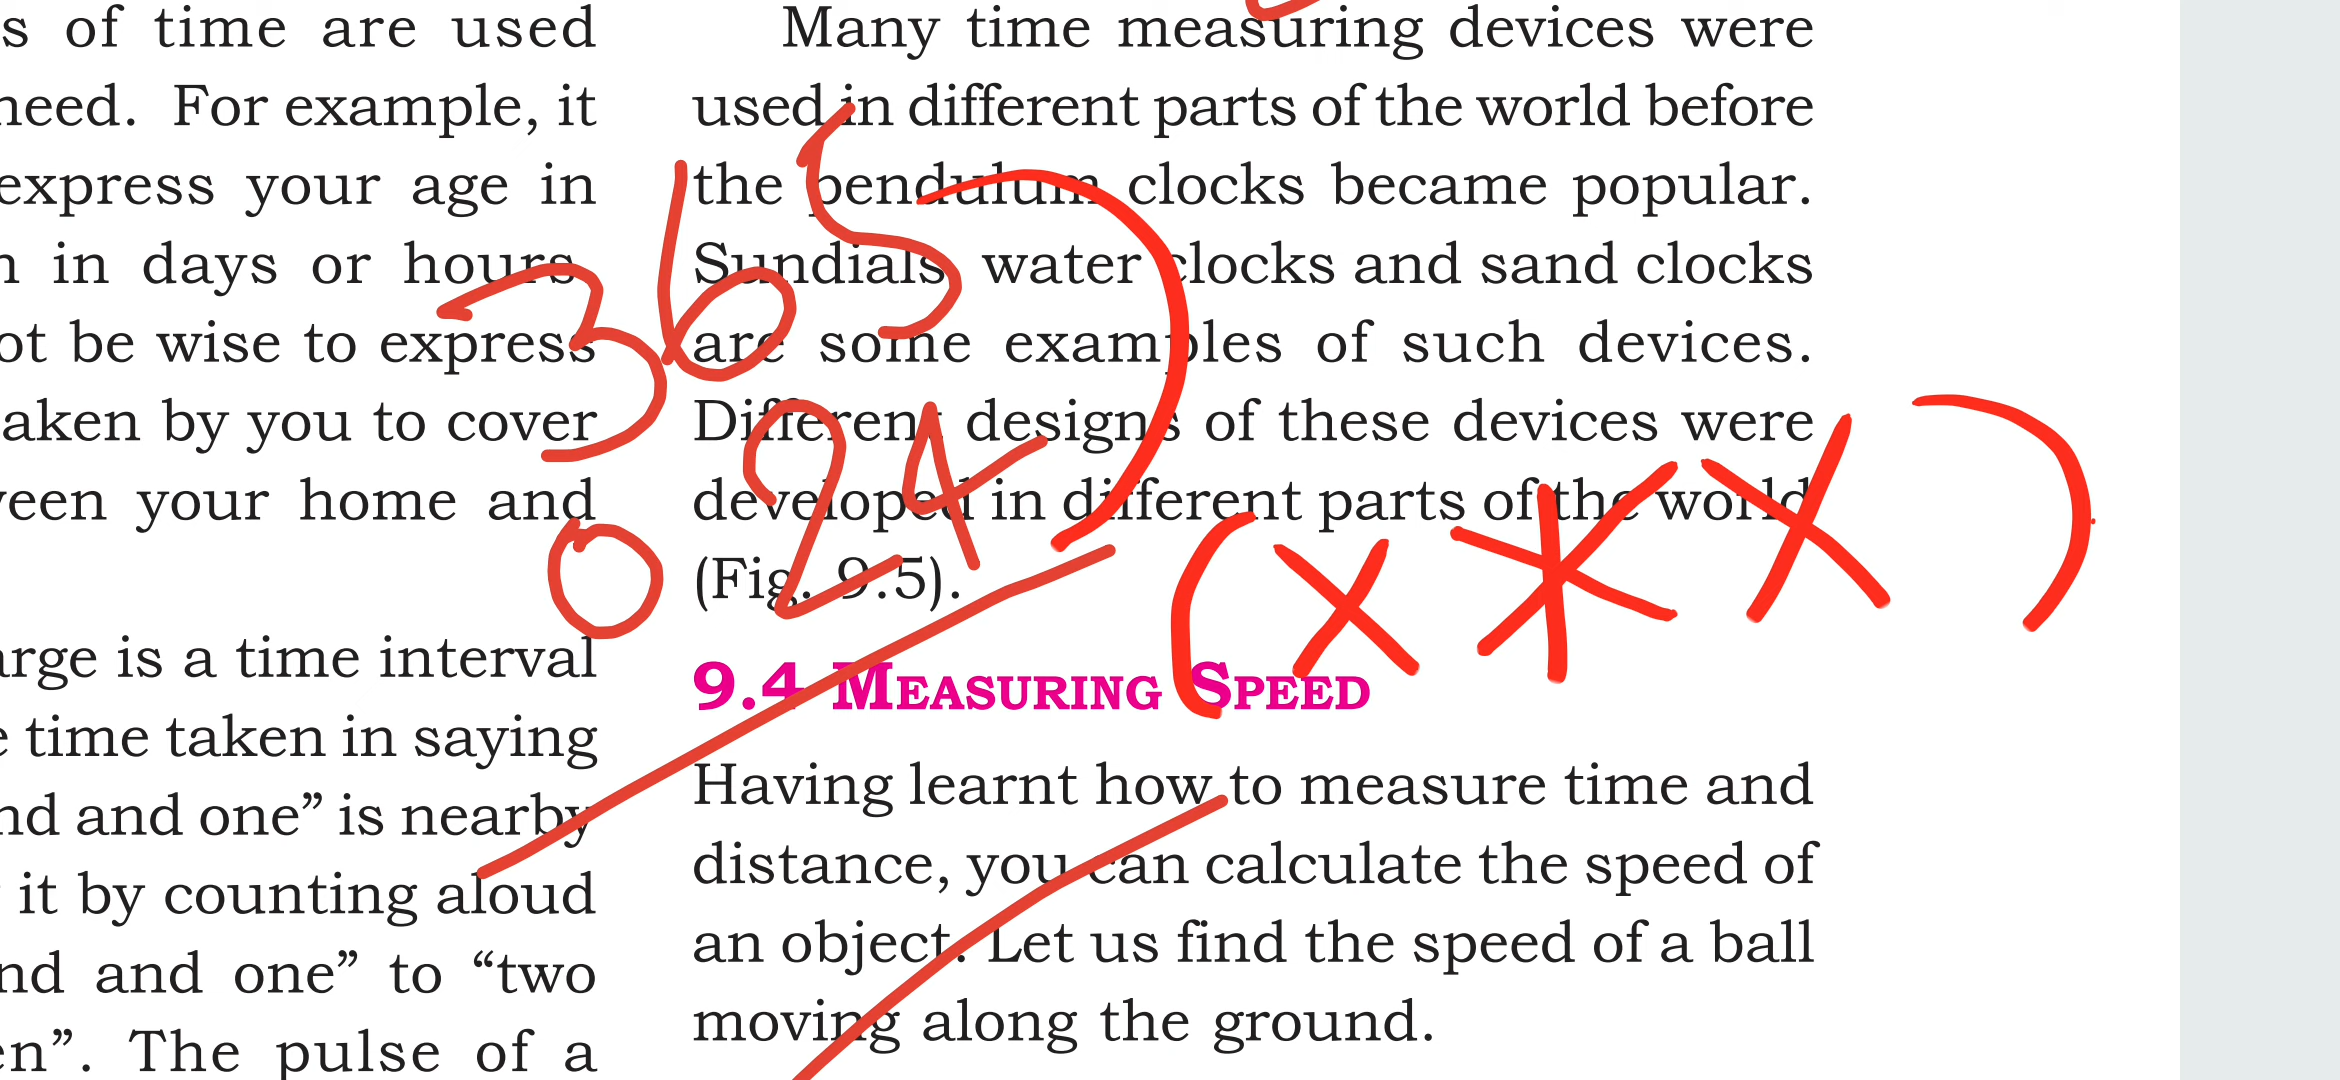 s of time are used
need. For example, it
express your age in
n in days or hours.
ot be wise to express
aken by you to cover
ween your home and
arge is a time interval
e time taken in saying
nd and one” is nearby
it by counting aloud
nd and one” to “two
en”. The pulse of a
Many time measuring devices were
used in different parts of the world before
the pendulum clocks became popular.
Sundials, water clocks and sand clocks
are some examples of such devices.
Different designs of these devices were
developed in different parts of the world
(Fig. 9.5).
9.4 MEASURING SPEED
Having learnt how to measure time and
distance, you can calculate the speed of
an object. Let us find the speed of a ball
moving along the ground.
365
024
(x * x)